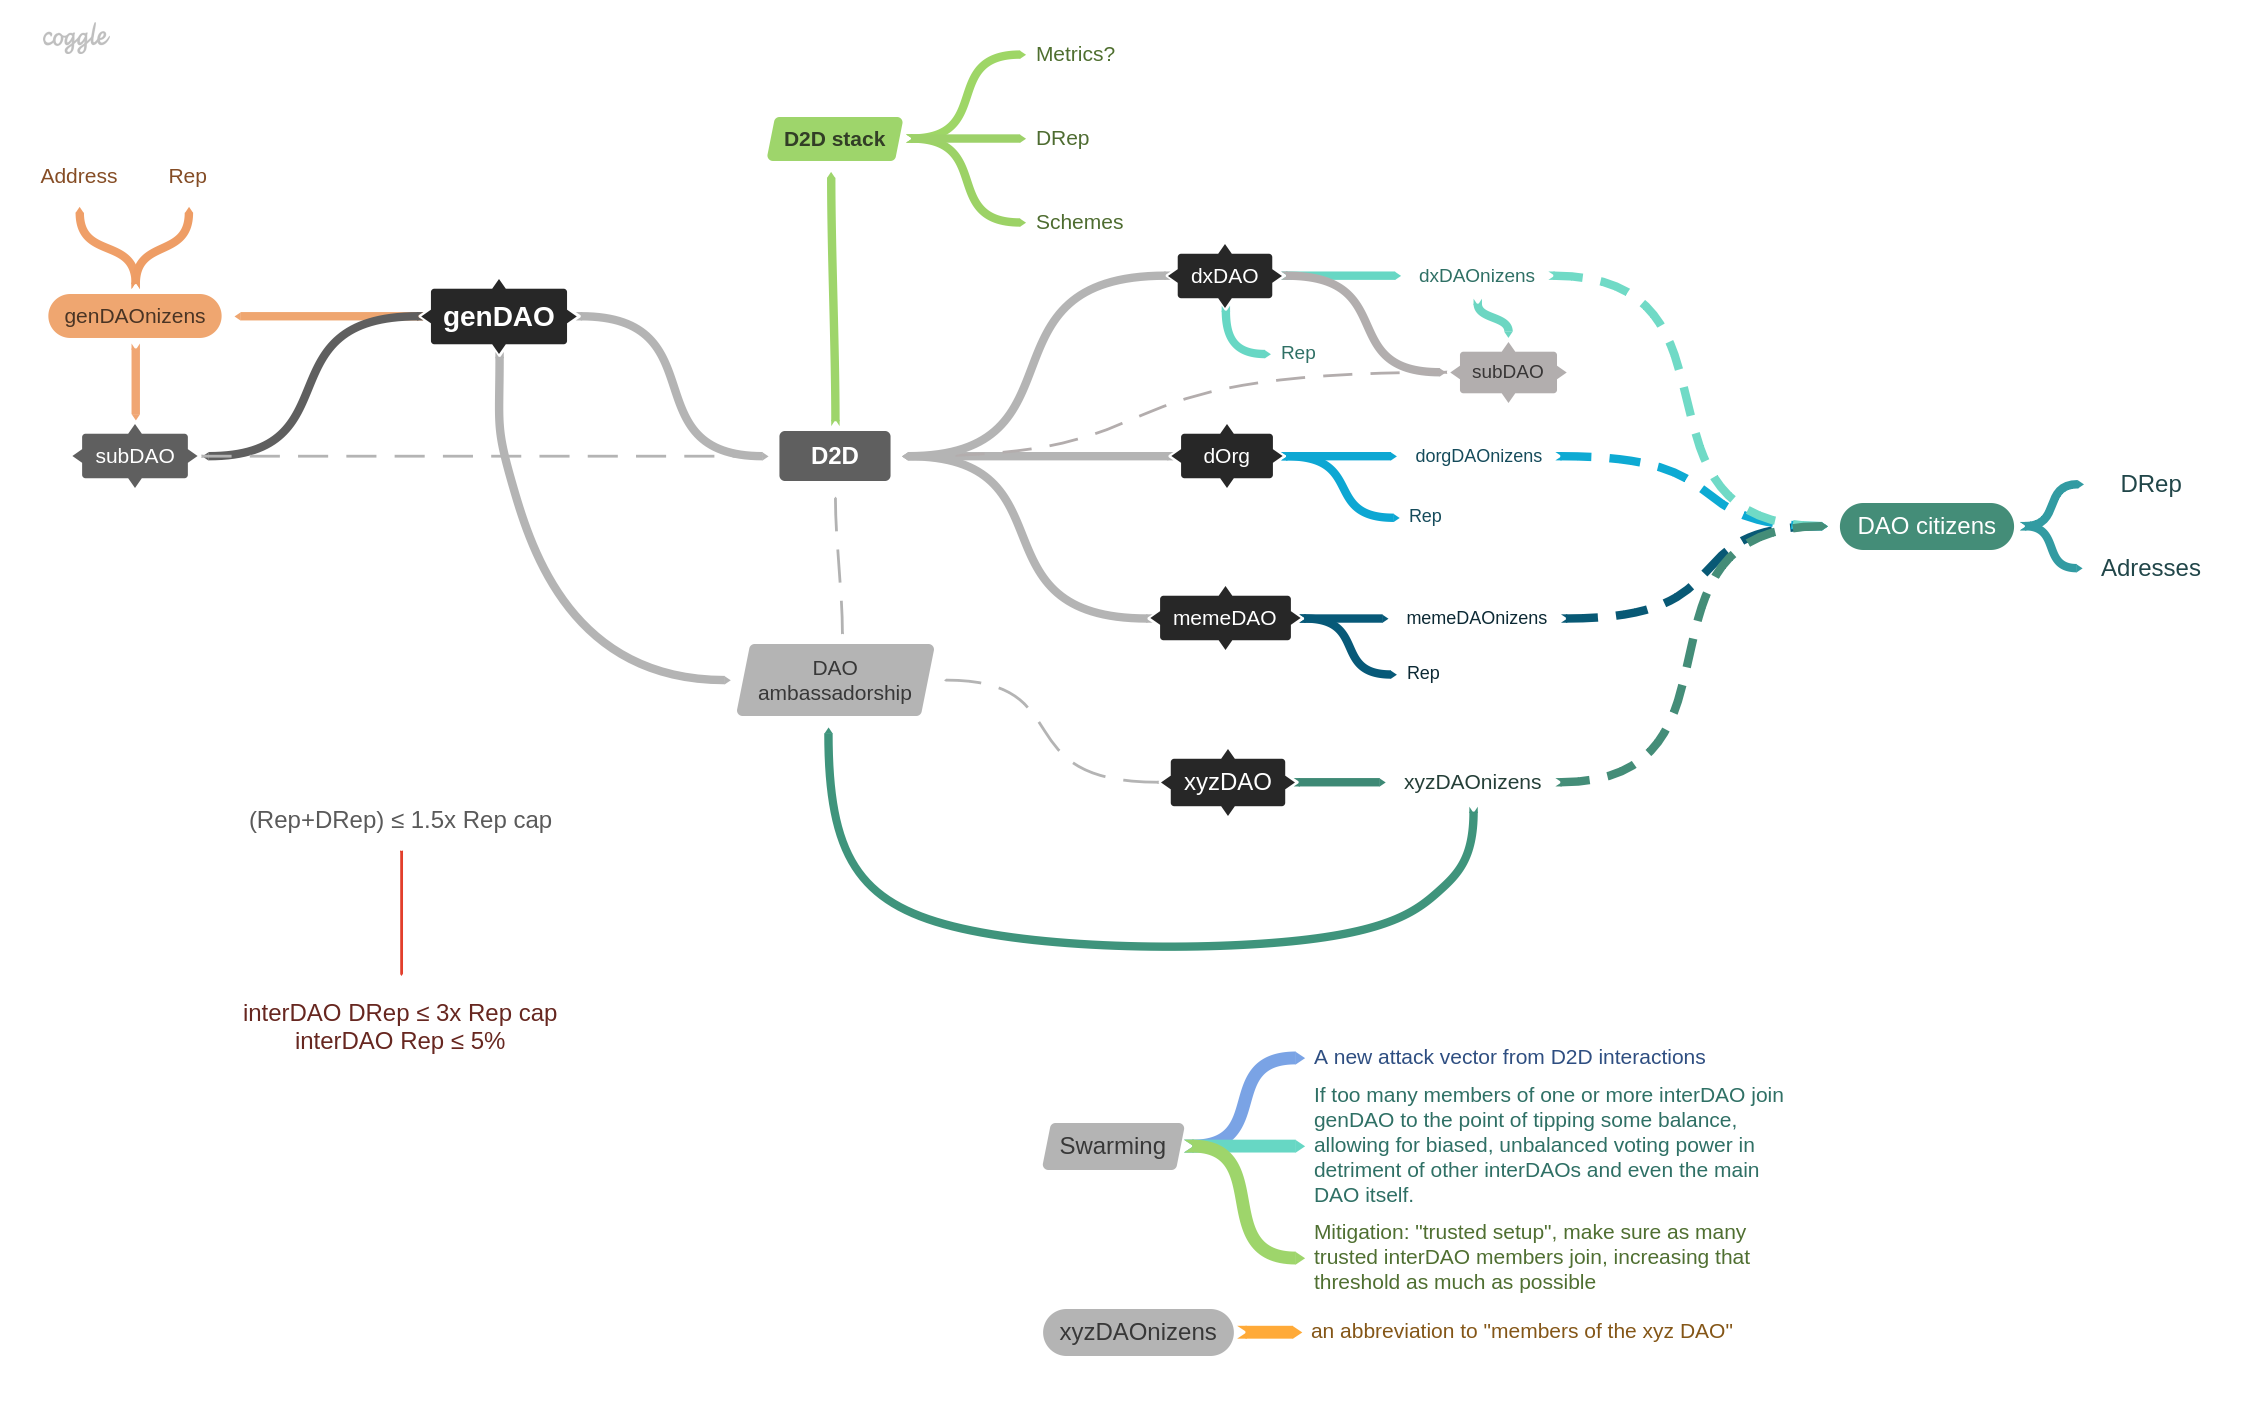 coggle
Metrics?
D2D stack
DRep
Schemes
Address
Rep
genDAOnizens
genDAO
subDAO
D2D
dxDAO
dxDAOnizens
Rep
subDAO
dOrg
dorgDAOnizens
Rep
DAO citizens
DRep
Adresses
memeDAO
memeDAOnizens
Rep
DAO
ambassadorship
xyzDAO
xyzDAOnizens
(Rep+DRep) ≤ 1.5x Rep cap
interDAO DRep ≤ 3x Rep cap
interDAO Rep ≤ 5%
Swarming
A new attack vector from D2D interactions
If too many members of one or more interDAO join
genDAO to the point of tipping some balance,
allowing for biased, unbalanced voting power in
detriment of other interDAOs and even the main
DAO itself.
Mitigation: "trusted setup", make sure as many
trusted interDAO members join, increasing that
threshold as much as possible
xyzDAOnizens
an abbreviation to "members of the xyz DAO"